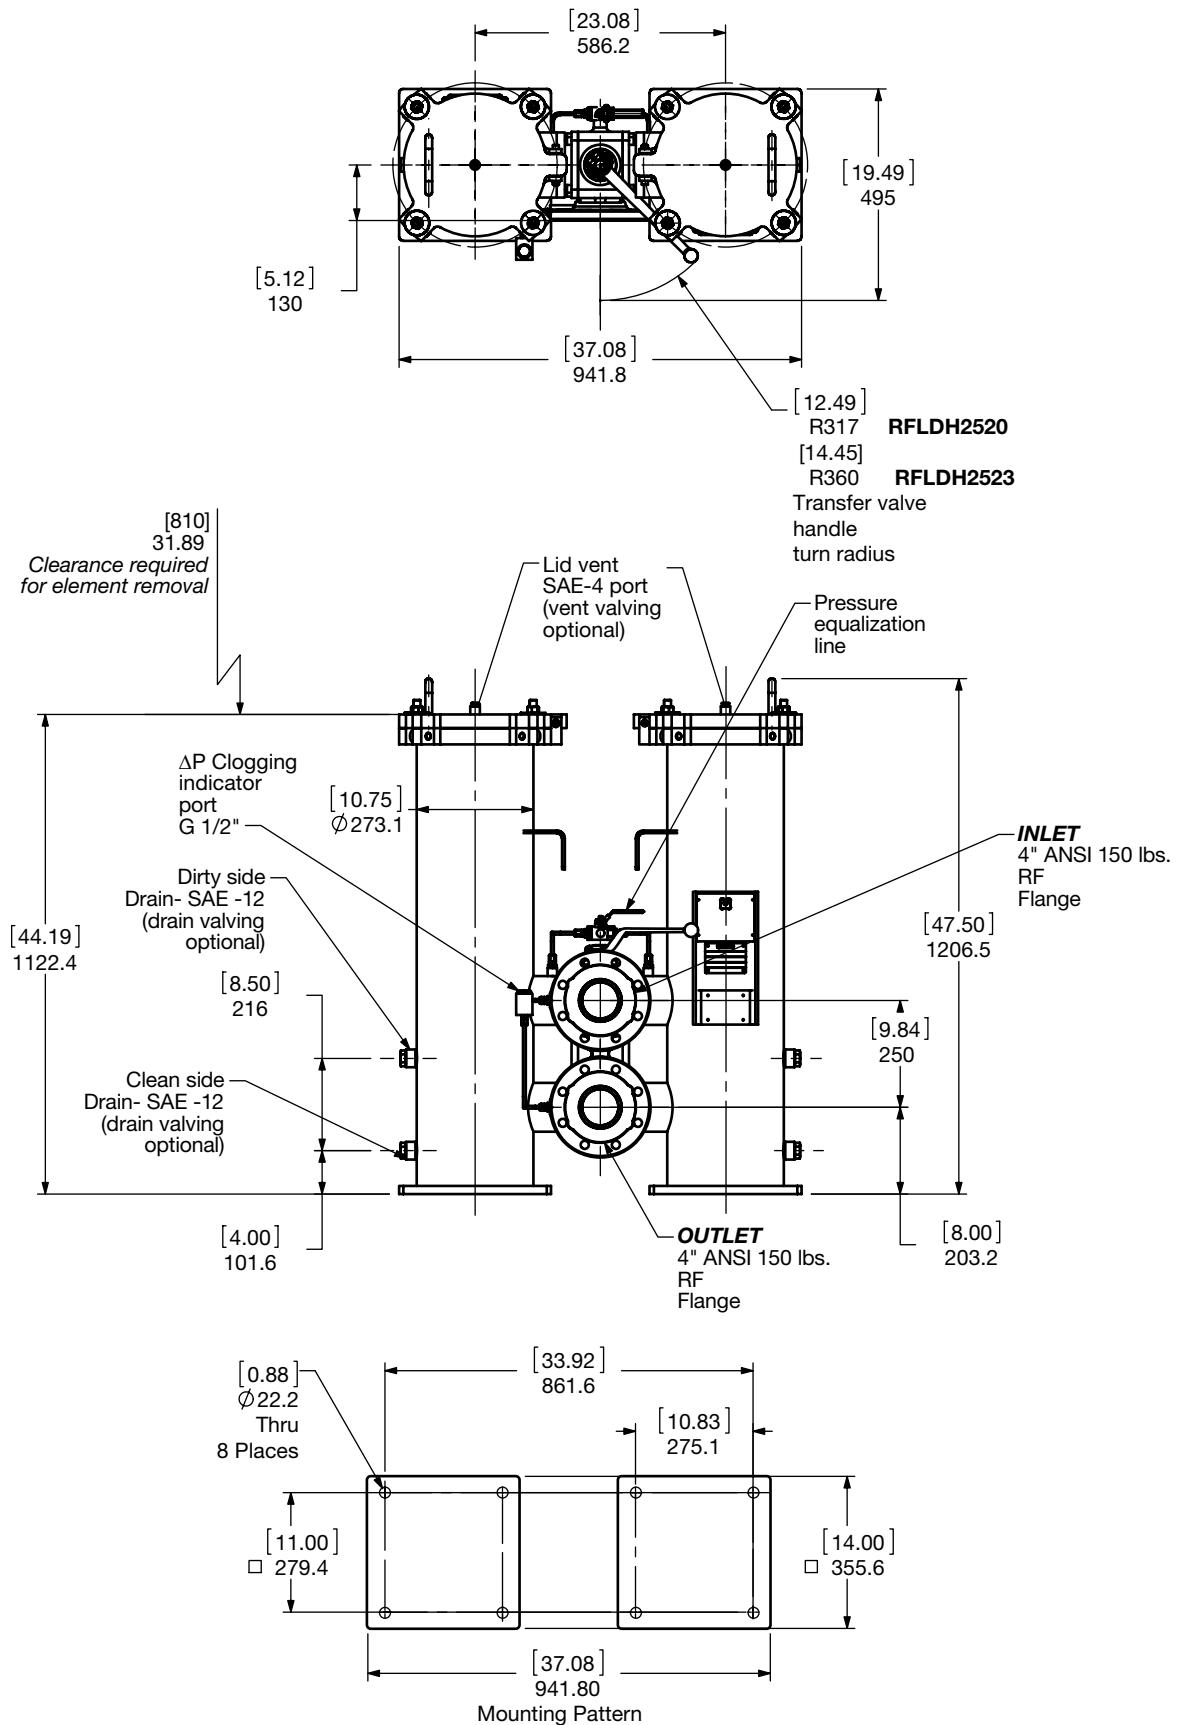 [23.08]
586.2
[19.49]
495
[5.12]
130
[37.08]
941.8
[12.49]
R317 RFLDH2520
[14.45]
R360 RFLDH2523
Transfer valve
handle
turn radius
[810]
31.89
Clearance required
for element removal
Lid vent
SAE-4 port
(vent valving
optional)
Pressure
equalization
line
ΔP Clogging
indicator
port
G 1/2"
[10.75]
∅273.1
INLET
4" ANSI 150 lbs.
RF
Flange
Dirty side
Drain- SAE -12
(drain valving
optional)
[44.19]
1122.4
[47.50]
1206.5
[8.50]
216
[9.84]
250
Clean side
Drain- SAE -12
(drain valving
optional)
[4.00]
101.6
OUTLET
4" ANSI 150 lbs.
RF
Flange
[8.00]
203.2
[0.88]
∅22.2
Thru
8 Places
[33.92]
861.6
[10.83]
275.1
[11.00]
□ 279.4
[14.00]
□ 355.6
[37.08]
941.80
Mounting Pattern